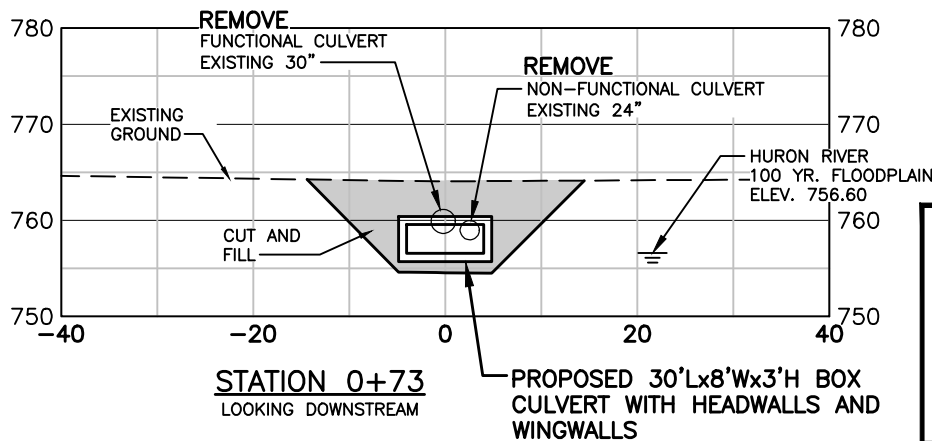 780
REMOVE
FUNCTIONAL CULVERT
EXISTING 30"
780
REMOVE
NON-FUNCTIONAL CULVERT
EXISTING 24"
770
EXISTING
GROUND
770
HURON RIVER
100 YR. FLOODPLAIN
ELEV. 756.60
760
760
CUT AND
FILL
750
750
-40
-20
0
20
40
STATION 0+73
LOOKING DOWNSTREAM
PROPOSED 30'Lx8'Wx3'H BOX
CULVERT WITH HEADWALLS AND
WINGWALLS